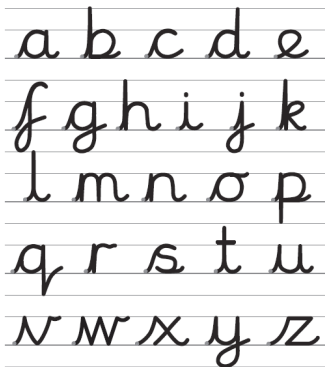 a b c d e
f g h i j k
l m n o p
q r s t u
v w x y z